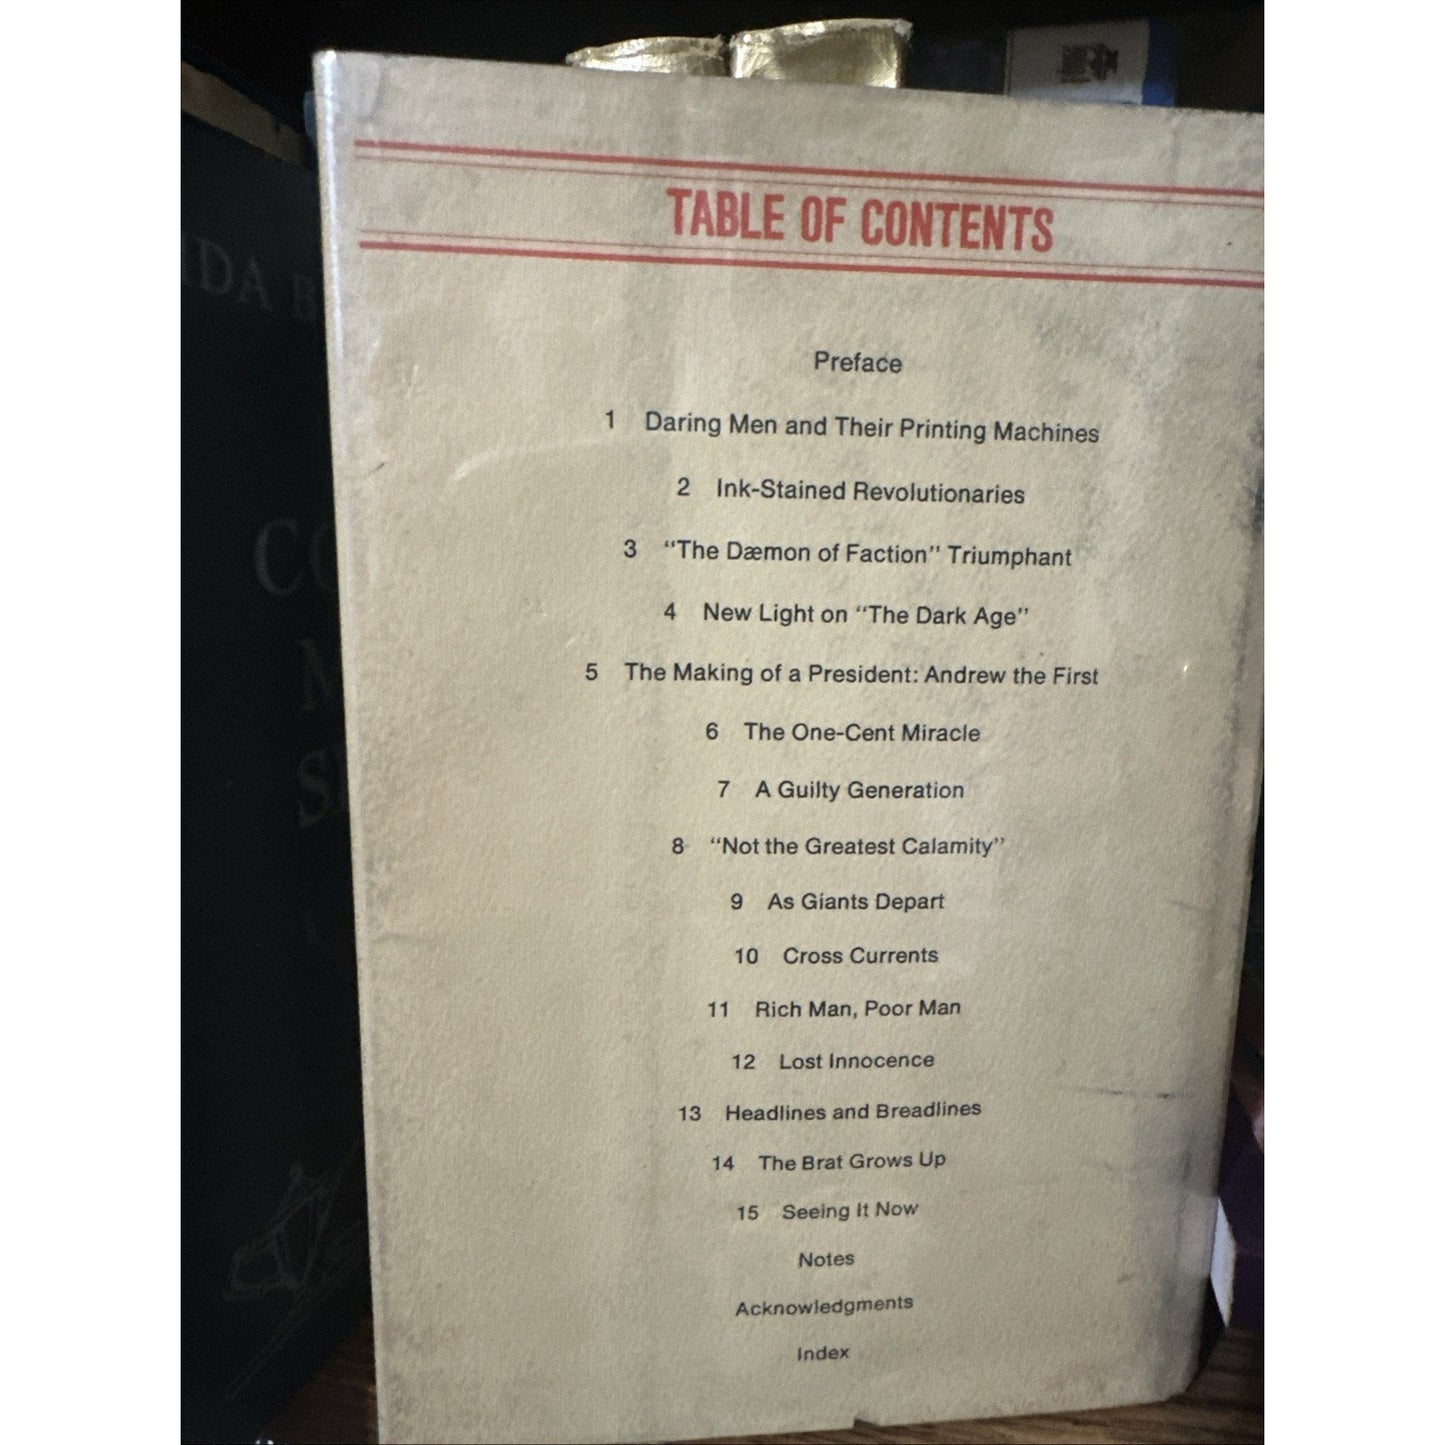 TABLE OF CONTENTS
Preface
1 Daring Men and Their Printing Machines
2 Ink-Stained Revolutionaries
3 "The Dæmon of Faction" Triumphant
4 New Light on "The Dark Age"
5 The Making of a President: Andrew the First
6 The One-Cent Miracle
7 A Guilty Generation
8 "Not the Greatest Calamity"
9 As Giants Depart
10 Cross Currents
11 Rich Man, Poor Man
12 Lost Innocence
13 Headlines and Breadlines
14 The Brat Grows Up
15 Seeing It Now
Notes
Acknowledgments
Index